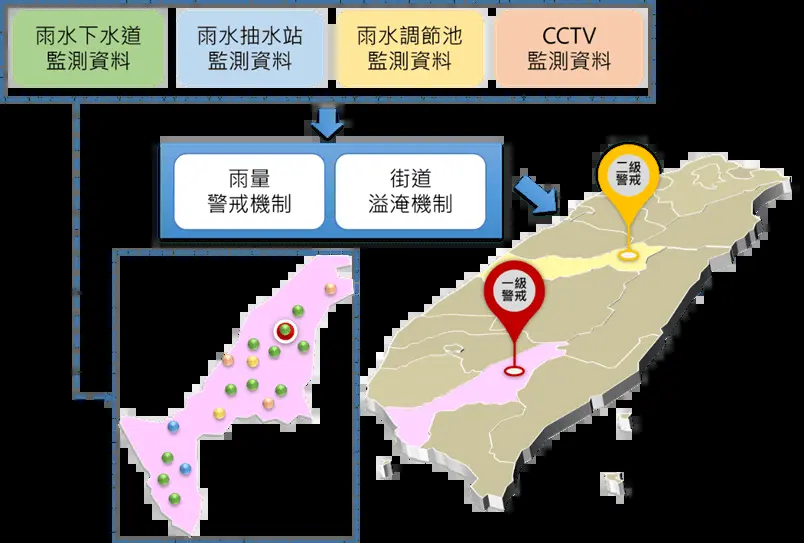 雨水下水道
監測資料
雨水抽水站
監測資料
雨水調節池
監測資料
CCTV
監測資料
雨量
警戒機制
街道
溢淹機制
二級
警戒
一級
警戒